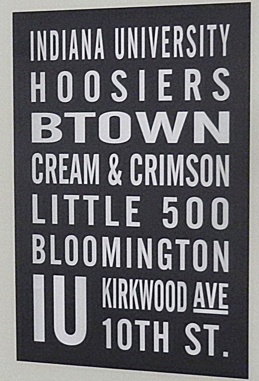 INDIANA UNIVERSITY
HOOSIERS
BTOWN
CREAM & CRIMSON
LITTLE 500
BLOOMINGTON
IU
KIRKWOOD AVE
10TH ST.